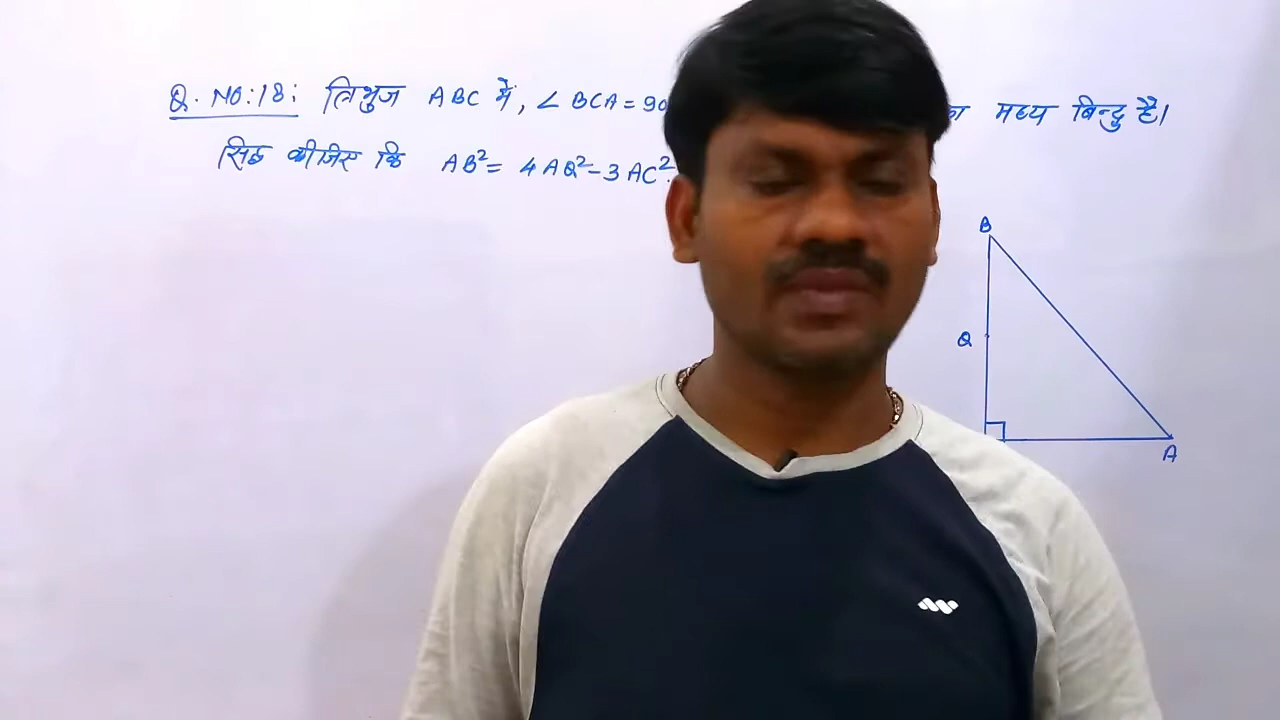 Q. NO:18: त्रिभुज ABC में, ∠BCA = 90
का मध्य बिन्दु है।
सिद्ध कीजिए कि AB²= 4AQ²-3AC².
B
Q
A